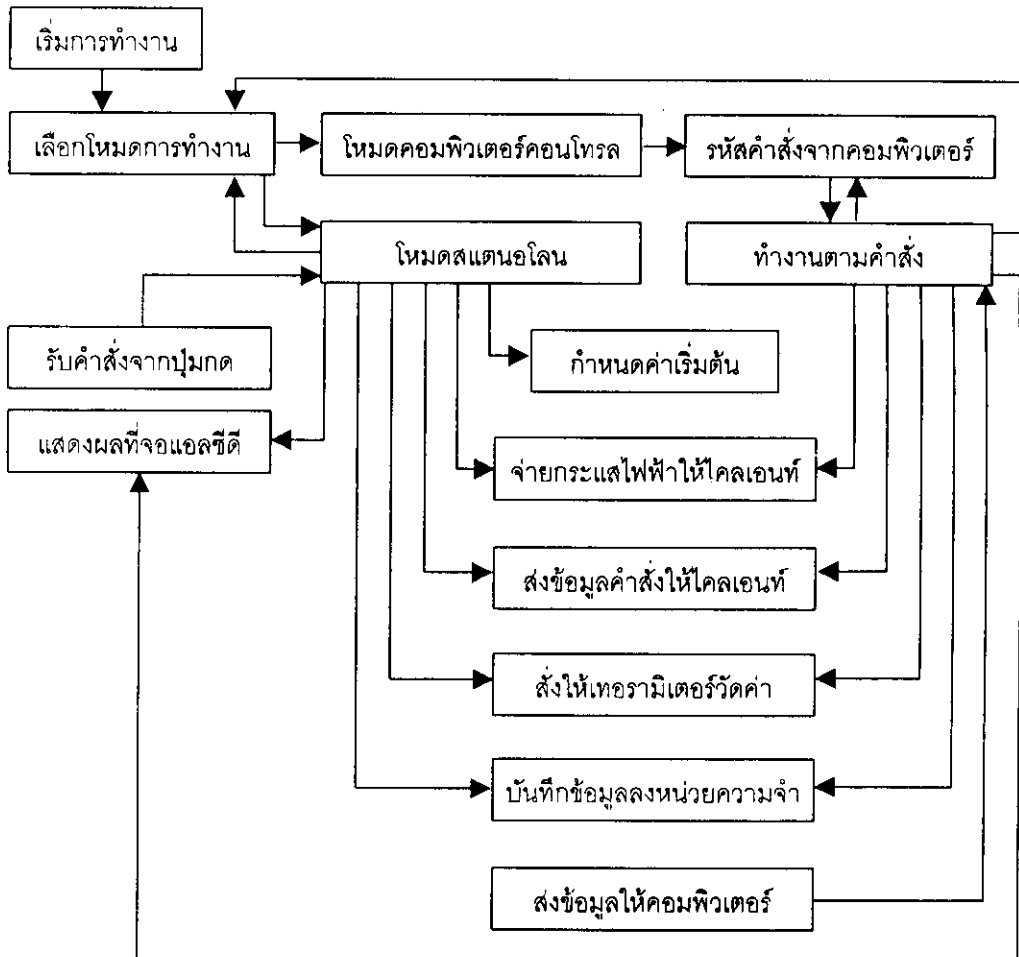 เริ่มการทำงาน
เลือกโหมดการทำงาน
โหมดคอมพิวเตอร์คอนโทรล
รหัสคำสั่งจากคอมพิวเตอร์
โหมดสแตนอโลน
ทำงานตามคำสั่ง
รับคำสั่งจากปุ่มกด
กำหนดค่าเริ่มต้น
แสดงผลที่จอแอลซีดี
จ่ายกระแสไฟฟ้าให้ไคลเอนท์
ส่งข้อมูลคำสั่งให้ไคลเอนท์
สั่งให้เทอรามิเตอร์วัดค่า
บันทึกข้อมูลลงหน่วยความจำ
ส่งข้อมูลให้คอมพิวเตอร์